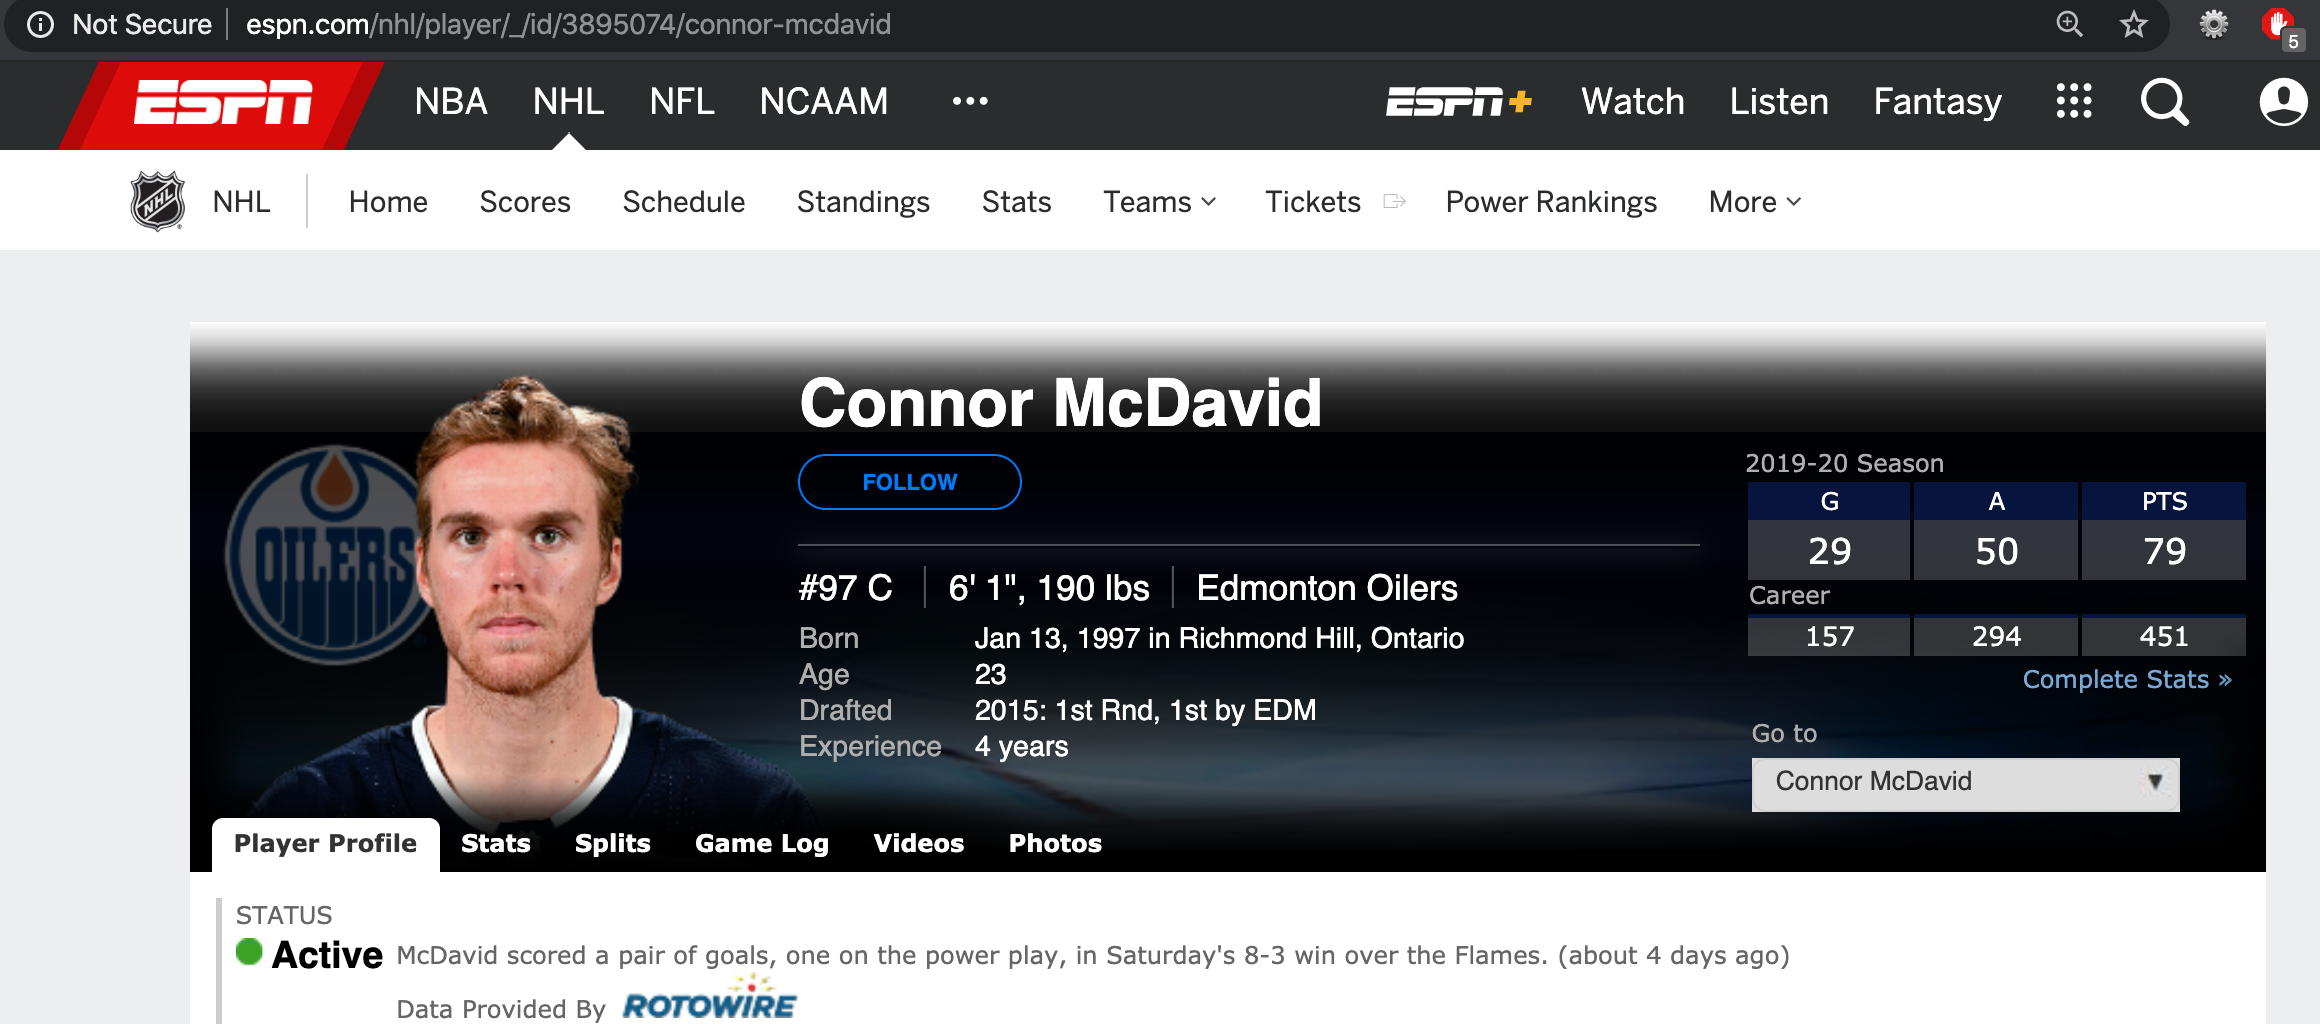 Not Secure espn.com/nhl/player/_/id/3895074/connor-mcdavid
5
ESPN NBA NHL NFL NCAAM ••• ESPN+ Watch Listen Fantasy
NHL NHL Home Scores Schedule Standings Stats Teams Tickets Power Rankings More
OILERS
Connor McDavid
FOLLOW
#97 C 6' 1", 190 lbs Edmonton Oilers
Born Jan 13, 1997 in Richmond Hill, Ontario
Age 23
Drafted 2015: 1st Rnd, 1st by EDM
Experience 4 years
2019-20 Season
G A PTS
29 50 79
Career
157 294 451
Complete Stats »
Go to
Connor McDavid ▼
Player Profile Stats Splits Game Log Videos Photos
STATUS
Active McDavid scored a pair of goals, one on the power play, in Saturday's 8-3 win over the Flames. (about 4 days ago)
Data Provided By ROTOWIRE